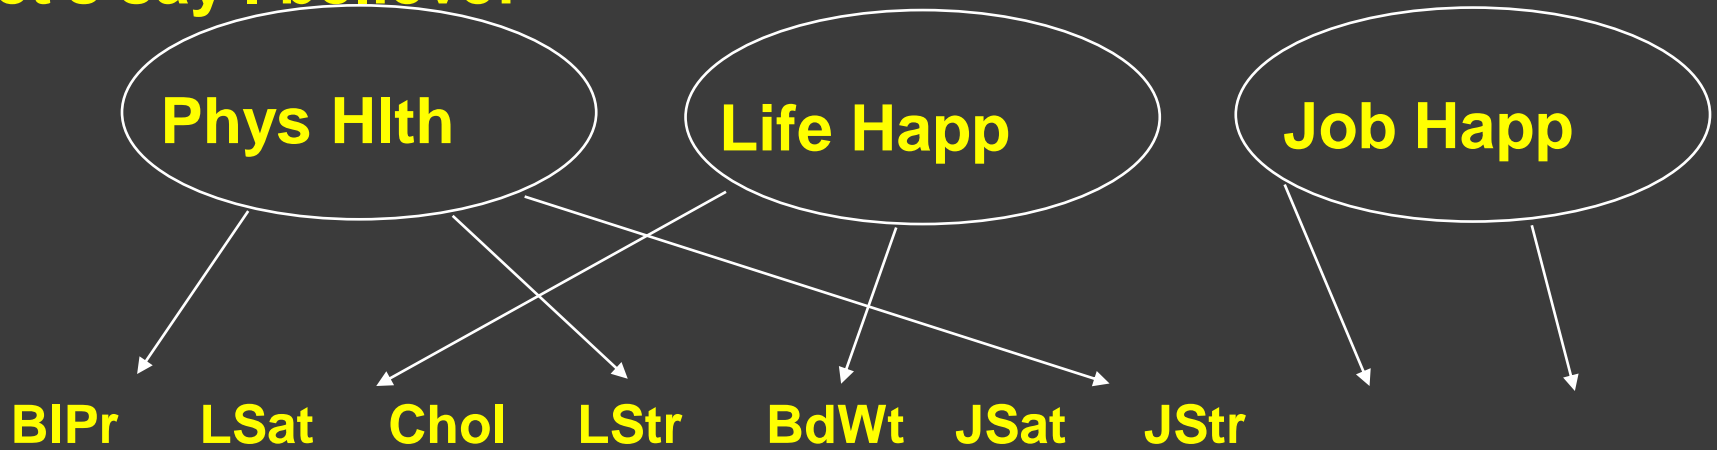 Phys Hlth
Life Happ
Job Happ
BlPr LSat Chol LStr BdWt JSat JStr